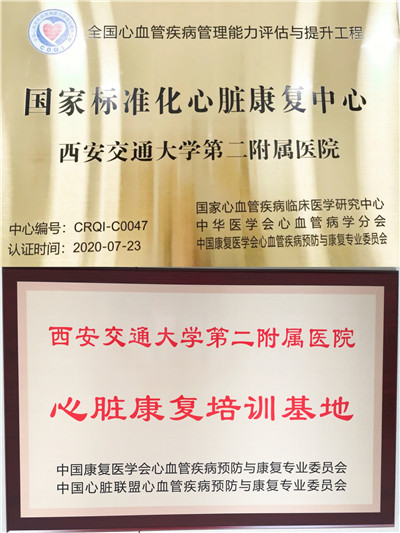 CQQI
全国心血管疾病管理能力评估与提升工程
国家标准化心脏康复中心
西安交通大学第二附属医院
国家心血管疾病临床医学研究中心
中心编号：CRQI-C0047
中华医学会心血管病学分会
认证时间：2020-07-23
中国康复医学会心血管疾病预防与康复专业委员会
西安交通大学第二附属医院
心脏康复培训基地
中国康复医学会心血管疾病预防与康复专业委员会
中国心脏联盟心血管疾病预防与康复专业委员会